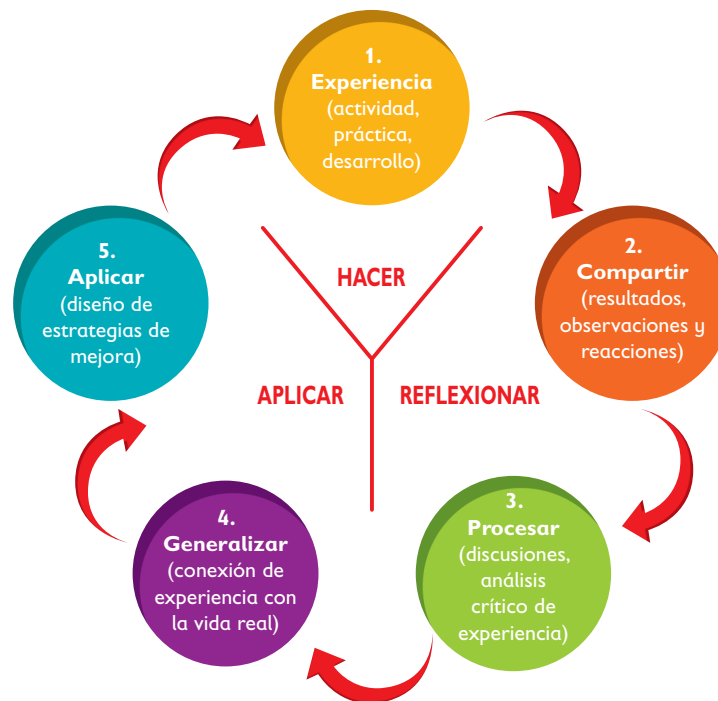 1.
Experiencia
(actividad,
práctica,
desarrollo)
2.
Compartir
(resultados,
observaciones y
reacciones)
3.
Procesar
(discusiones,
análisis
crítico de
experiencia)
4.
Generalizar
(conexión de
experiencia con
la vida real)
5.
Aplicar
(diseño de
estrategias de
mejora)
HACER
APLICAR
REFLEXIONAR